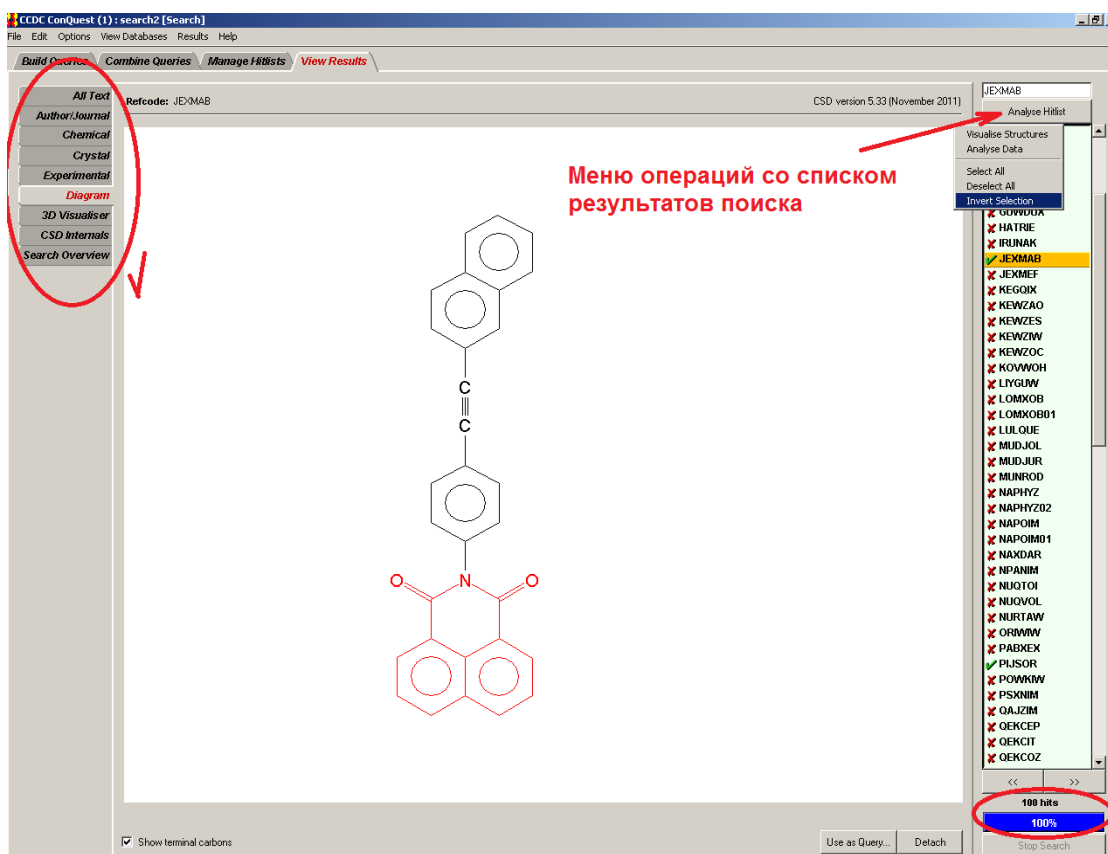 CCDC ConQuest (1): search2 [Search]
File Edit Options View Databases Results Help
Build Queries Combine Queries Manage Hitlists View Results
All Text
Author/Journal
Chemical
Crystal
Experimental
Diagram
3D Visualiser
CSD Internals
Search Overview
Refcode: JEXMAB
CSD version 5.33 (November 2011)
Меню операций со списком
результатов поиска
C
C
O N O
Show terminal carbons
Use as Query... Detach
JEXMAB
Analyse Hitlist
Visualise Structures
Analyse Data
Select All
Deselect All
Invert Selection
HATRIE
IRUNAK
JEXMAB
JEXMEF
KEGQIX
KEWZAO
KEWZES
KEWZIW
KEWZOC
KOVWOH
LIYGUW
LOMXOB
LOMXOB01
LULQUE
MUDJOL
MUDJUR
MUNROD
NAPHYZ
NAPHYZ02
NAPOIM
NAPOIM01
NAXDAR
NPANIM
NUQTOI
NUQVOL
NURTAW
ORIWIW
PABXEX
PIJSOR
POWKIW
PSXNIM
QAJZIM
QEKCEP
QEKCIT
QEKCOZ
<< >>
100 hits
100%
Stop Search